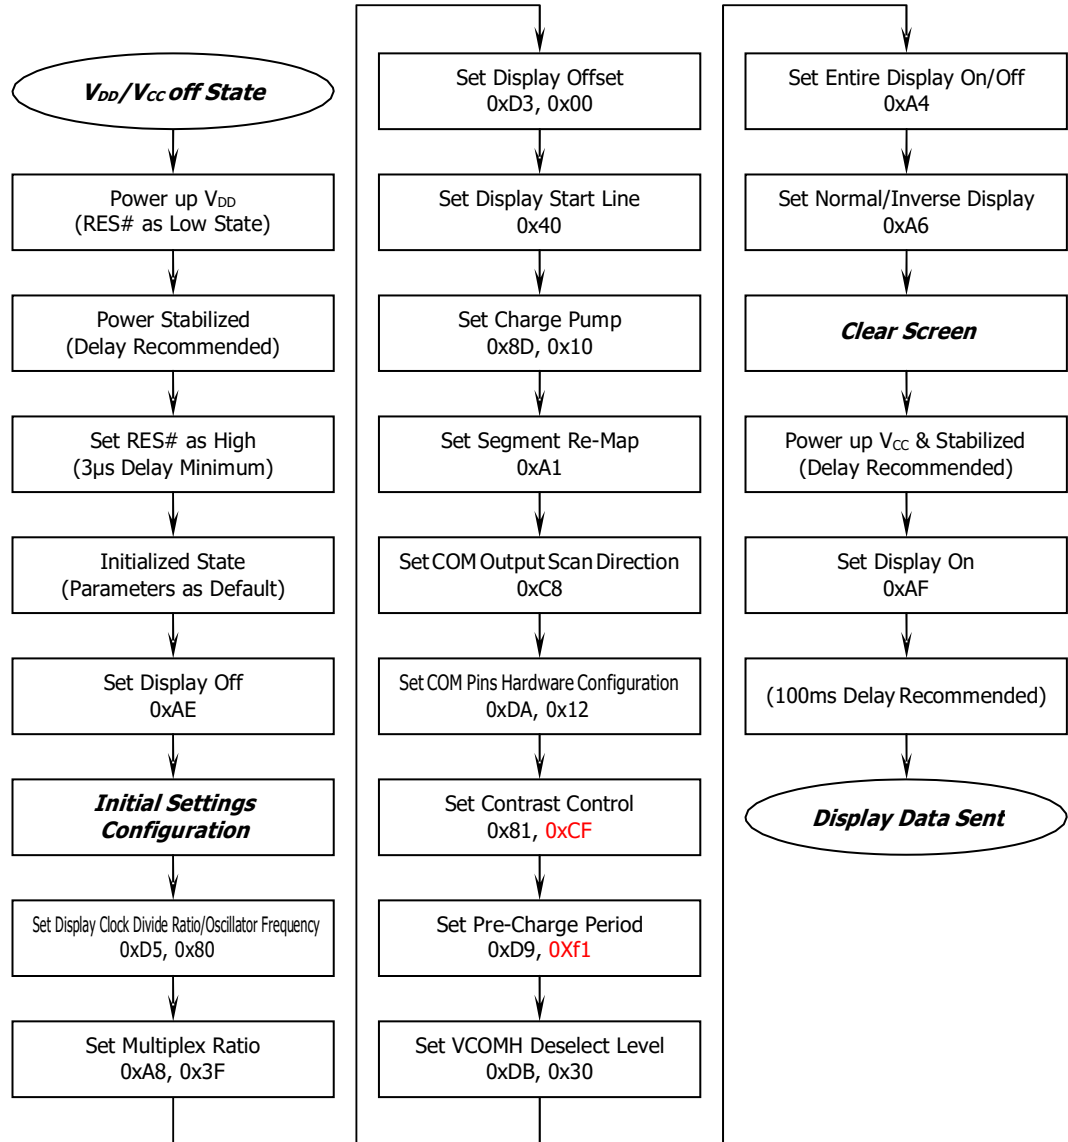 V_DD/V_CC off State
Power up V_DD
(RES# as Low State)
Power Stabilized
(Delay Recommended)
Set RES# as High
(3μs Delay Minimum)
Initialized State
(Parameters as Default)
Set Display Off
0xAE
Initial Settings
Configuration
Set Display Clock Divide Ratio/Oscillator Frequency
0xD5, 0x80
Set Multiplex Ratio
0xA8, 0x3F
Set Display Offset
0xD3, 0x00
Set Display Start Line
0x40
Set Charge Pump
0x8D, 0x10
Set Segment Re-Map
0xA1
Set COM Output Scan Direction
0xC8
Set COM Pins Hardware Configuration
0xDA, 0x12
Set Contrast Control
0x81, 0xCF
Set Pre-Charge Period
0xD9, 0Xf1
Set VCOMH Deselect Level
0xDB, 0x30
Set Entire Display On/Off
0xA4
Set Normal/Inverse Display
0xA6
Clear Screen
Power up V_CC & Stabilized
(Delay Recommended)
Set Display On
0xAF
(100ms Delay Recommended)
Display Data Sent